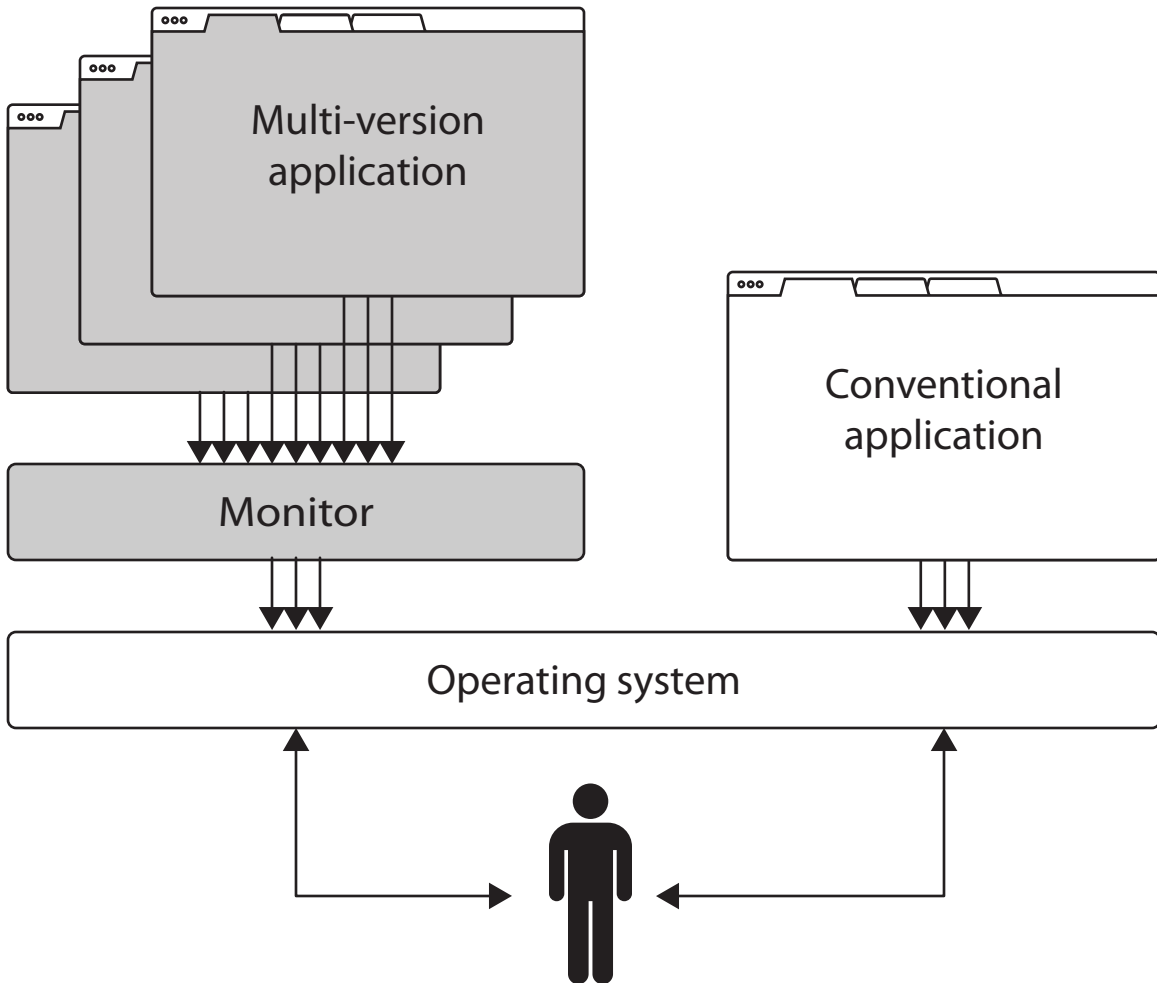 Multi-version
application
Conventional
application
Monitor
Operating system